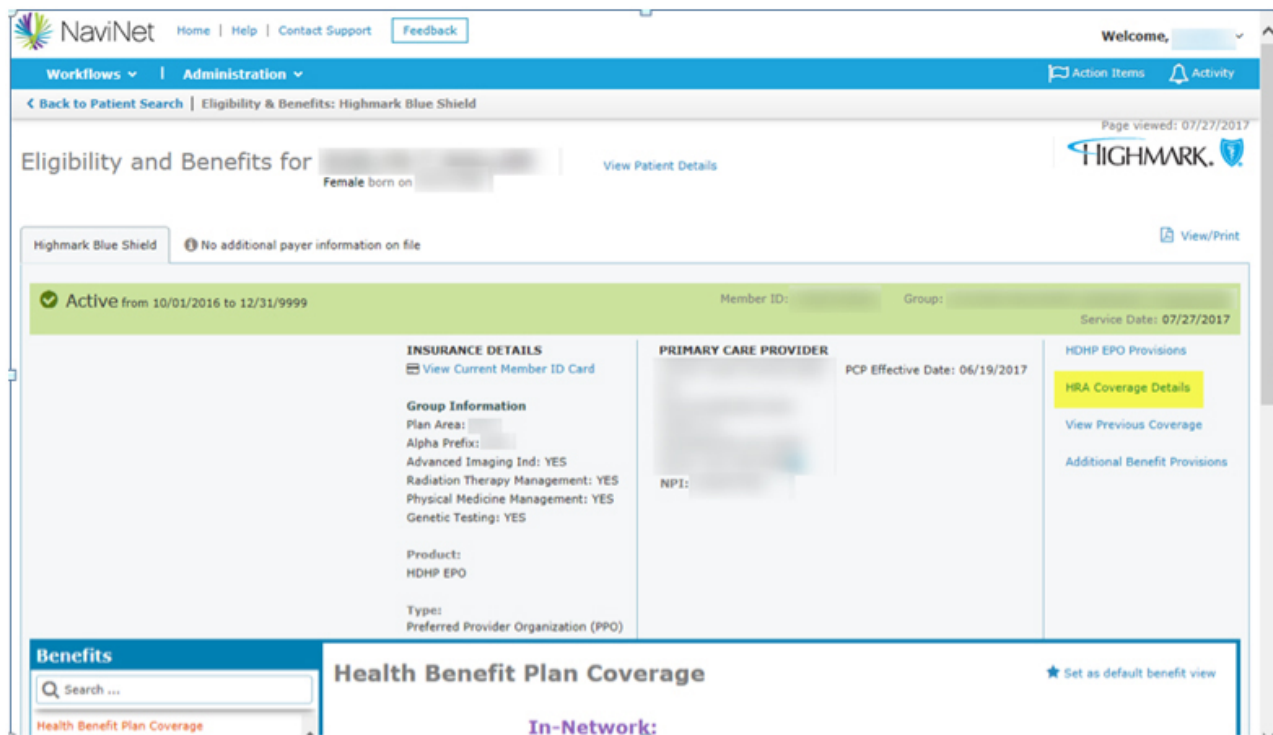 NaviNet Home | Help | Contact Support Feedback
Welcome,
Workflows | Administration
Action Items Activity
Back to Patient Search | Eligibility & Benefits: Highmark Blue Shield
Page viewed: 07/27/2017
HIGHMARK.
Eligibility and Benefits for
View Patient Details
Female born on
View/Print
Highmark Blue Shield
No additional payer information on file
Active from 10/01/2016 to 12/31/9999
Member ID: Group:
Service Date: 07/27/2017
INSURANCE DETAILS
View Current Member ID Card
Group Information
Plan Area:
Alpha Prefix:
Advanced Imaging Ind: YES
Radiation Therapy Management: YES
Physical Medicine Management: YES
Genetic Testing: YES
Product:
HDHP EPO
Type:
Preferred Provider Organization (PPO)
PRIMARY CARE PROVIDER
PCP Effective Date: 06/19/2017
NPI:
HDHP EPO Provisions
HRA Coverage Details
View Previous Coverage
Additional Benefit Provisions
Benefits
Search ...
Health Benefit Plan Coverage
Health Benefit Plan Coverage
Set as default benefit view
In-Network: